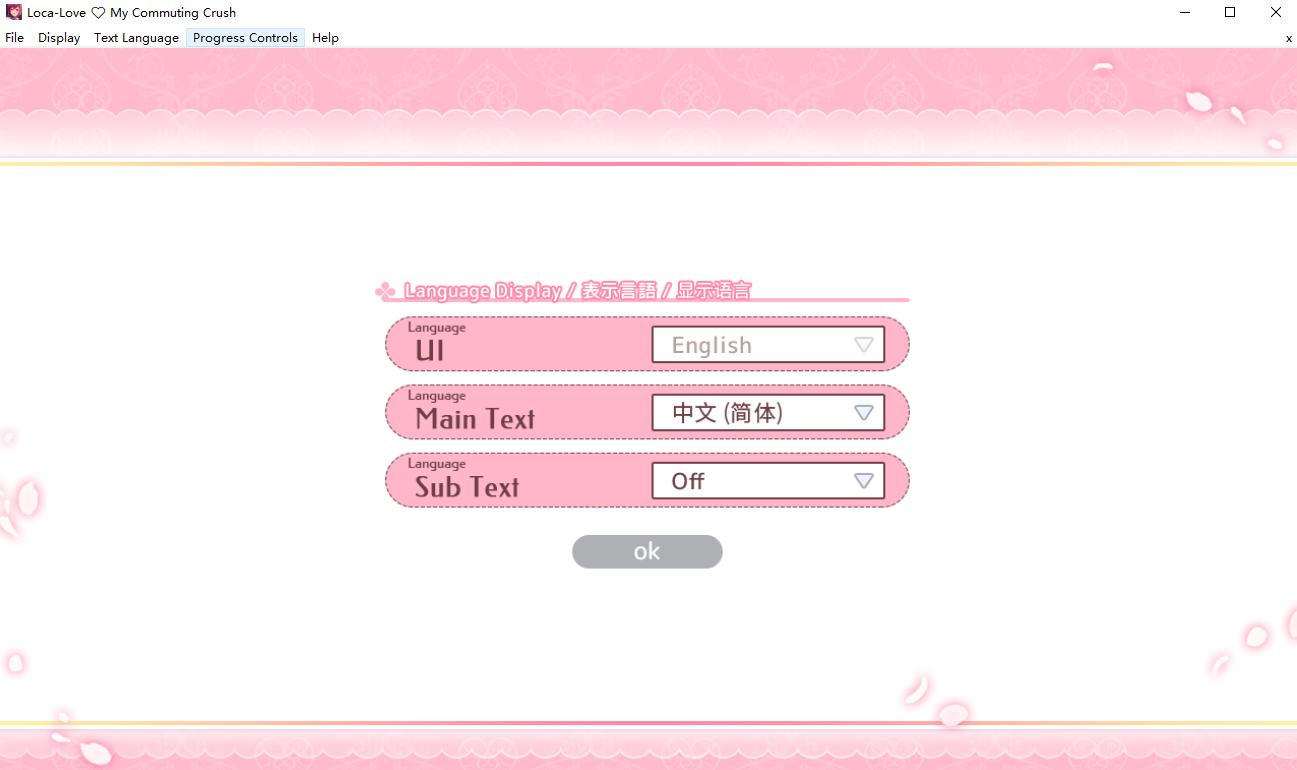 Loca-Love ♡ My Commuting Crush
File Display Text Language Progress Controls Help x
Language Display / 表示言語 / 显示语言
Language
UI English
Language
Main Text 中文 (简体)
Language
Sub Text Off
ok